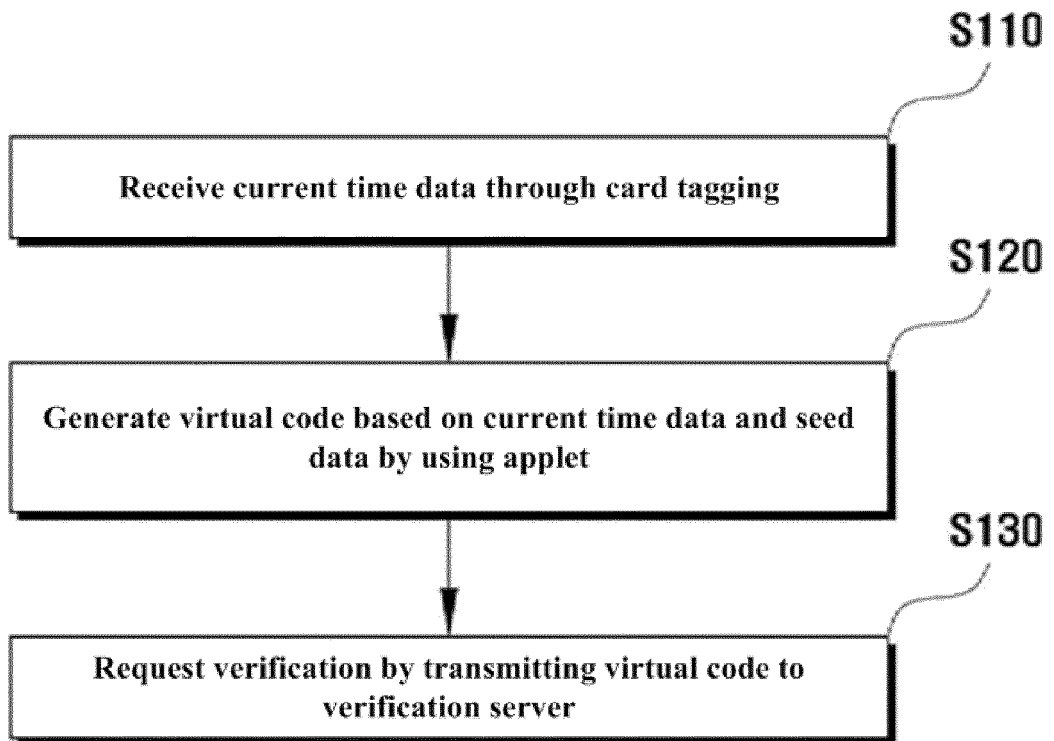 S110
Receive current time data through card tagging
S120
Generate virtual code based on current time data and seed
data by using applet
S130
Request verification by transmitting virtual code to
verification server